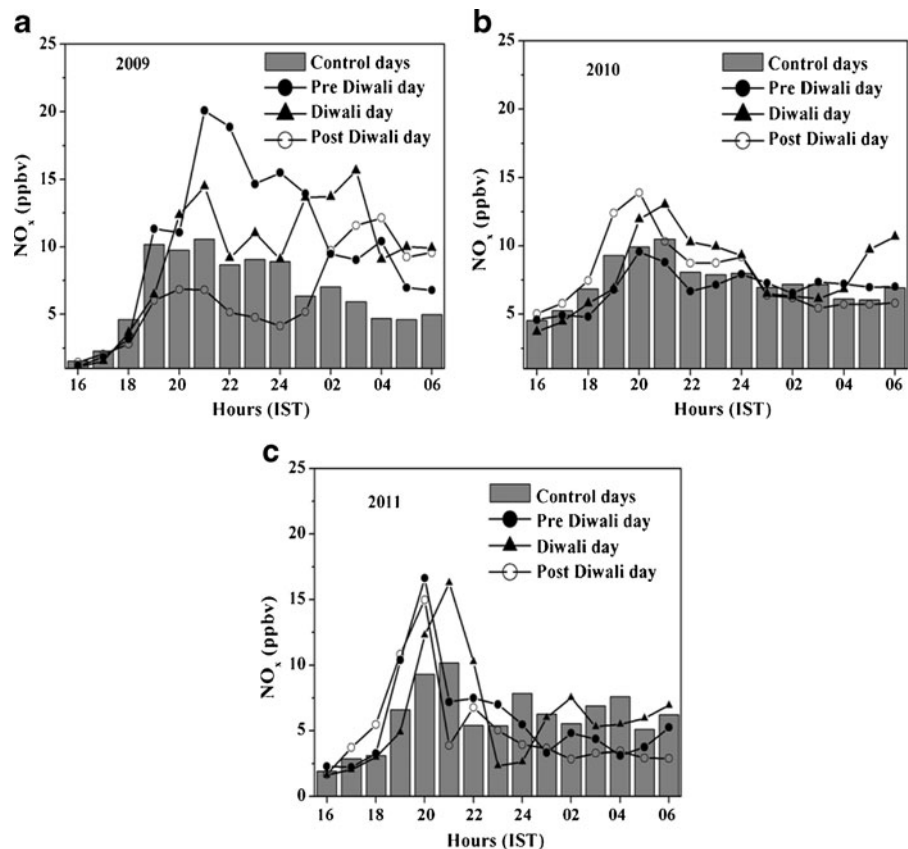 a
25
20
15
10
5
NOx (ppbv)
2009
Control days
Pre Diwali day
Diwali day
Post Diwali day
16 18 20 22 24 02 04 06
Hours (IST)
b
25
20
15
10
5
NOx (ppbv)
2010
Control days
Pre Diwali day
Diwali day
Post Diwali day
16 18 20 22 24 02 04 06
Hours (IST)
c
25
20
15
10
5
0
NOx (ppbv)
2011
Control days
Pre Diwali day
Diwali day
Post Diwali day
16 18 20 22 24 02 04 06
Hours (IST)